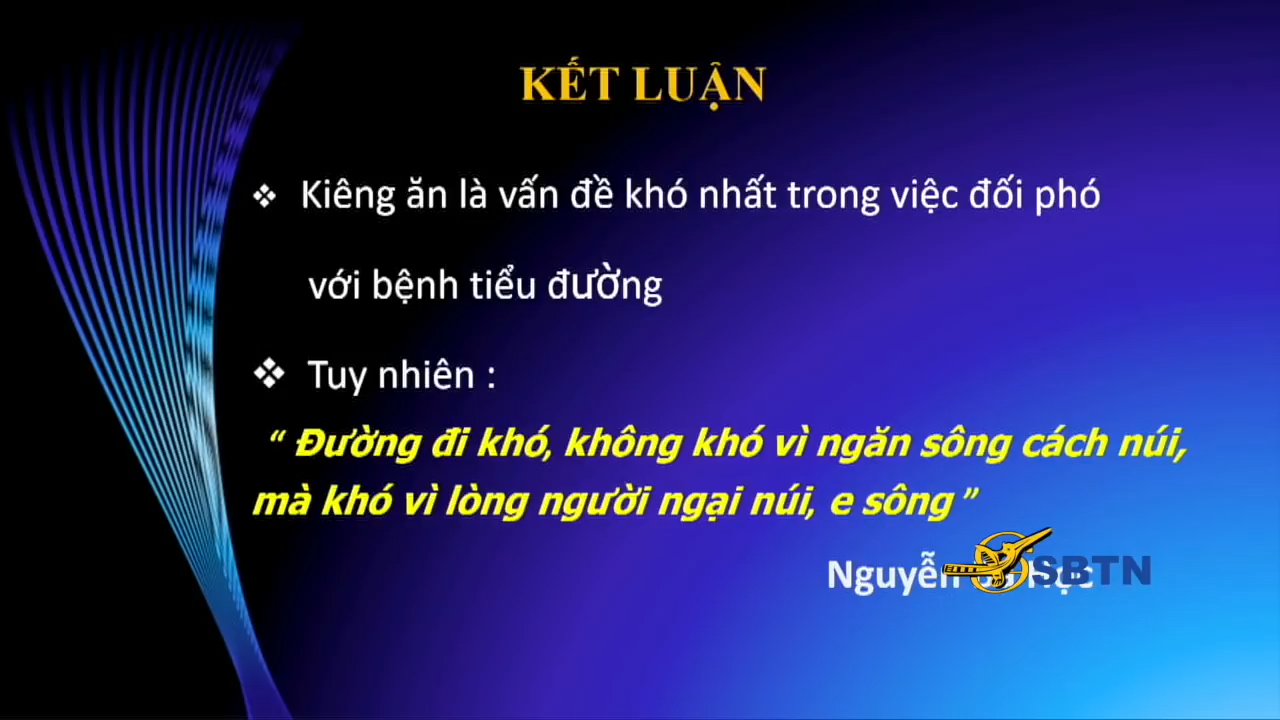 KẾT LUẬN
❖ Kiêng ăn là vấn đề khó nhất trong việc đối phó
với bệnh tiểu đường
❖ Tuy nhiên :
“ Đường đi khó, không khó vì ngăn sông cách núi,
mà khó vì lòng người ngại núi, e sông ”
Nguyễn Học
SBTN